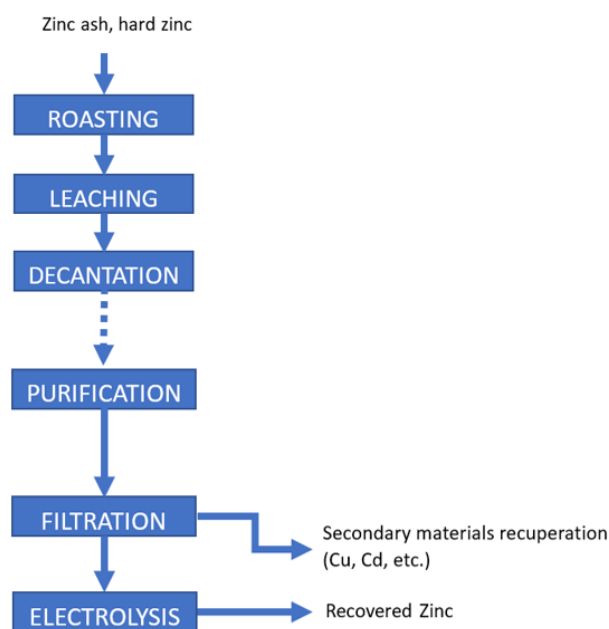 Zinc ash, hard zinc
ROASTING
LEACHING
DECANTATION
PURIFICATION
FILTRATION
Secondary materials recuperation
(Cu, Cd, etc.)
ELECTROLYSIS
Recovered Zinc